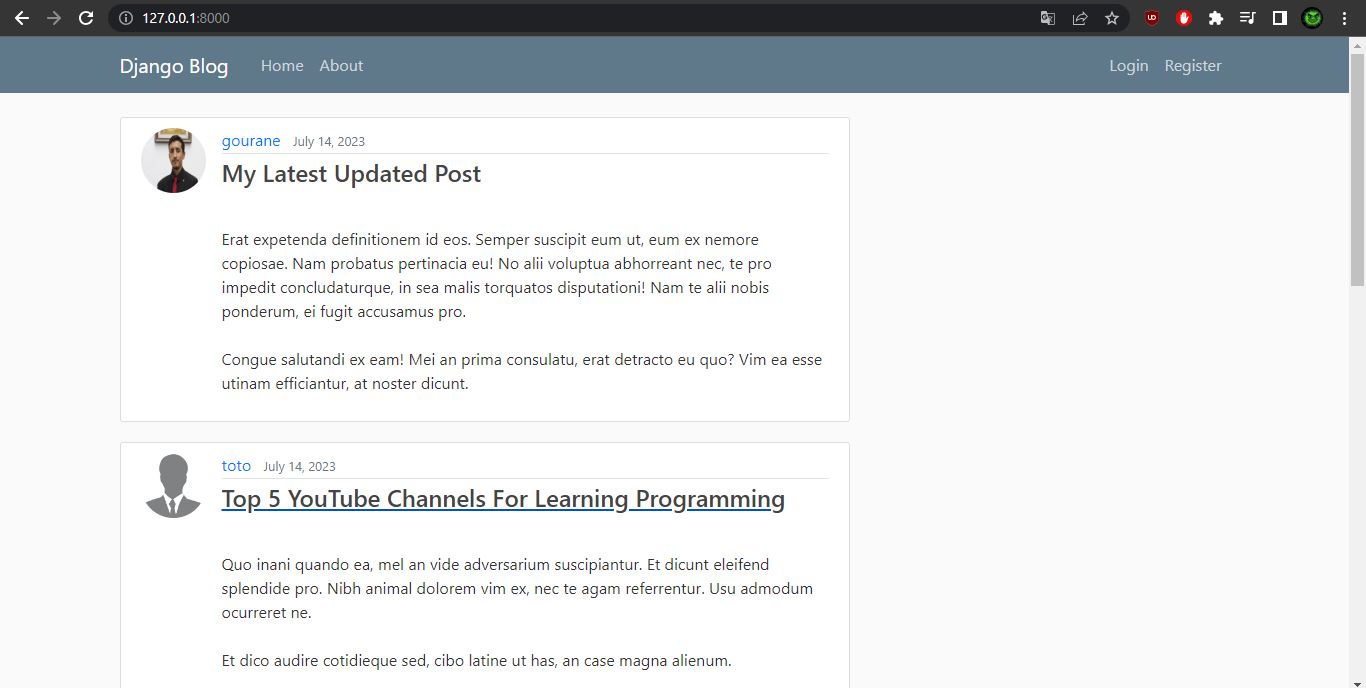 127.0.0.1:8000
Django Blog Home About Login Register
gourane July 14, 2023
My Latest Updated Post
Erat expetenda definitionem id eos. Semper suscipit eum ut, eum ex nemore
copiosae. Nam probatus pertinacia eu! No alii voluptua abhorreant nec, te pro
impedit concludaturque, in sea malis torquatos disputationi! Nam te alii nobis
ponderum, ei fugit accusamus pro.
Congue salutandi ex eam! Mei an prima consulatu, erat detracto eu quo? Vim ea esse
utinam efficiantur, at noster dicunt.
toto July 14, 2023
Top 5 YouTube Channels For Learning Programming
Quo inani quando ea, mel an vide adversarium suscipiantur. Et dicunt eleifend
splendide pro. Nibh animal dolorem vim ex, nec te agam referrentur. Usu admodum
ocurreret ne.
Et dico audire cotidieque sed, cibo latine ut has, an case magna alienum.